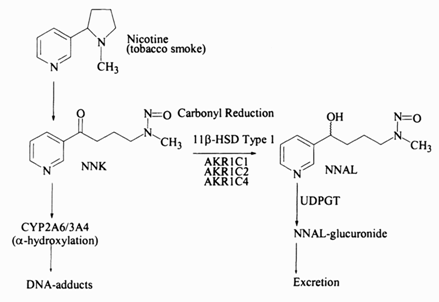 Nicotine
(tobacco smoke)
N
N
CH3
O
N=O
N
CH3
N
NNK
Carbonyl Reduction
11β-HSD Type 1
AKR1C1
AKR1C2
AKR1C4
OH
N=O
N
CH3
N
NNAL
CYP2A6/3A4
(α-hydroxylation)
UDPGT
NNAL-glucuronide
DNA-adducts
Excretion